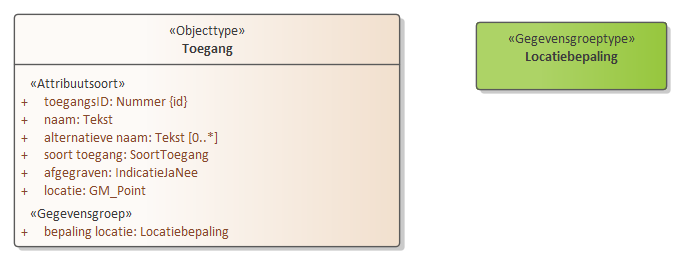 «Objecttype»
Toegang
«Attribuutsoort»
+ toegangsID: Nummer {id}
+ naam: Tekst
+ alternatieve naam: Tekst [0..*]
+ soort toegang: SoortToegang
+ afgegraven: IndicatieJaNee
+ locatie: GM_Point
«Gegevensgroep»
+ bepaling locatie: Locatiebepaling
«Gegevensgroeptype»
Locatiebepaling